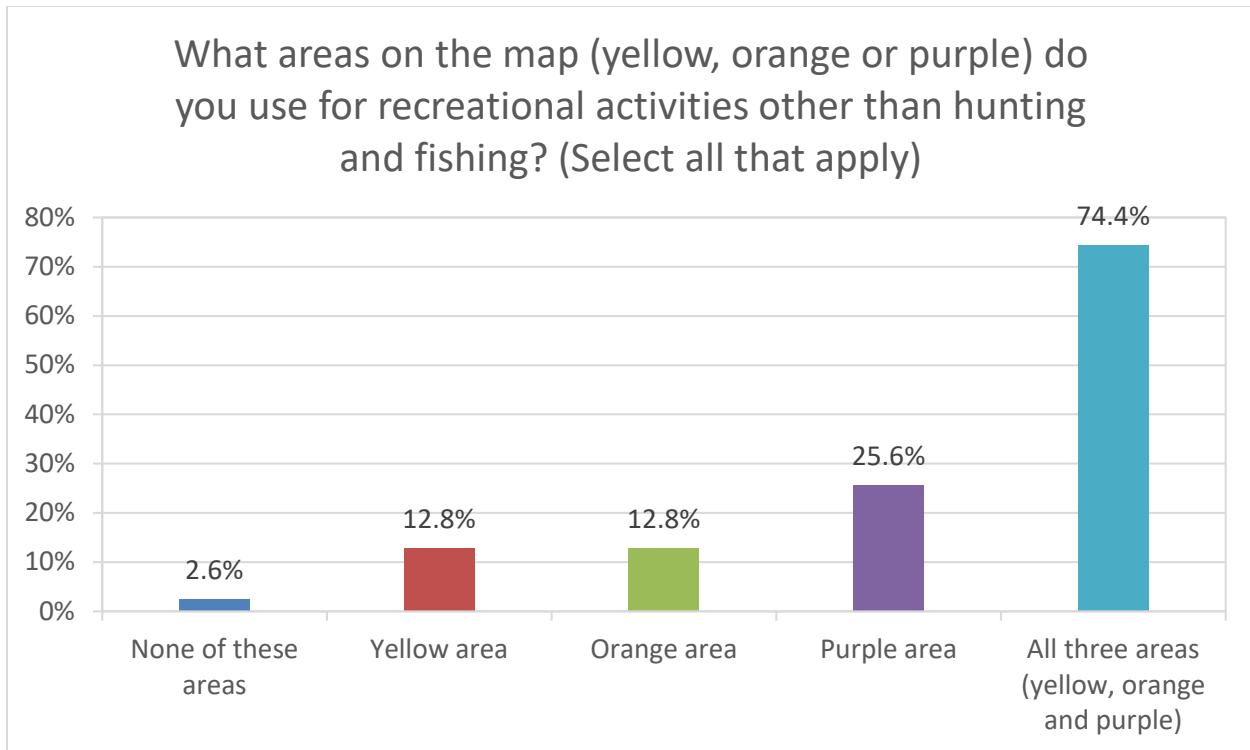 What areas on the map (yellow, orange or purple) do
you use for recreational activities other than hunting
and fishing? (Select all that apply)
80%
70%
60%
50%
40%
30%
20%
10%
0%
2.6%
12.8%
12.8%
25.6%
74.4%
None of these
areas
Yellow area
Orange area
Purple area
All three areas
(yellow, orange
and purple)